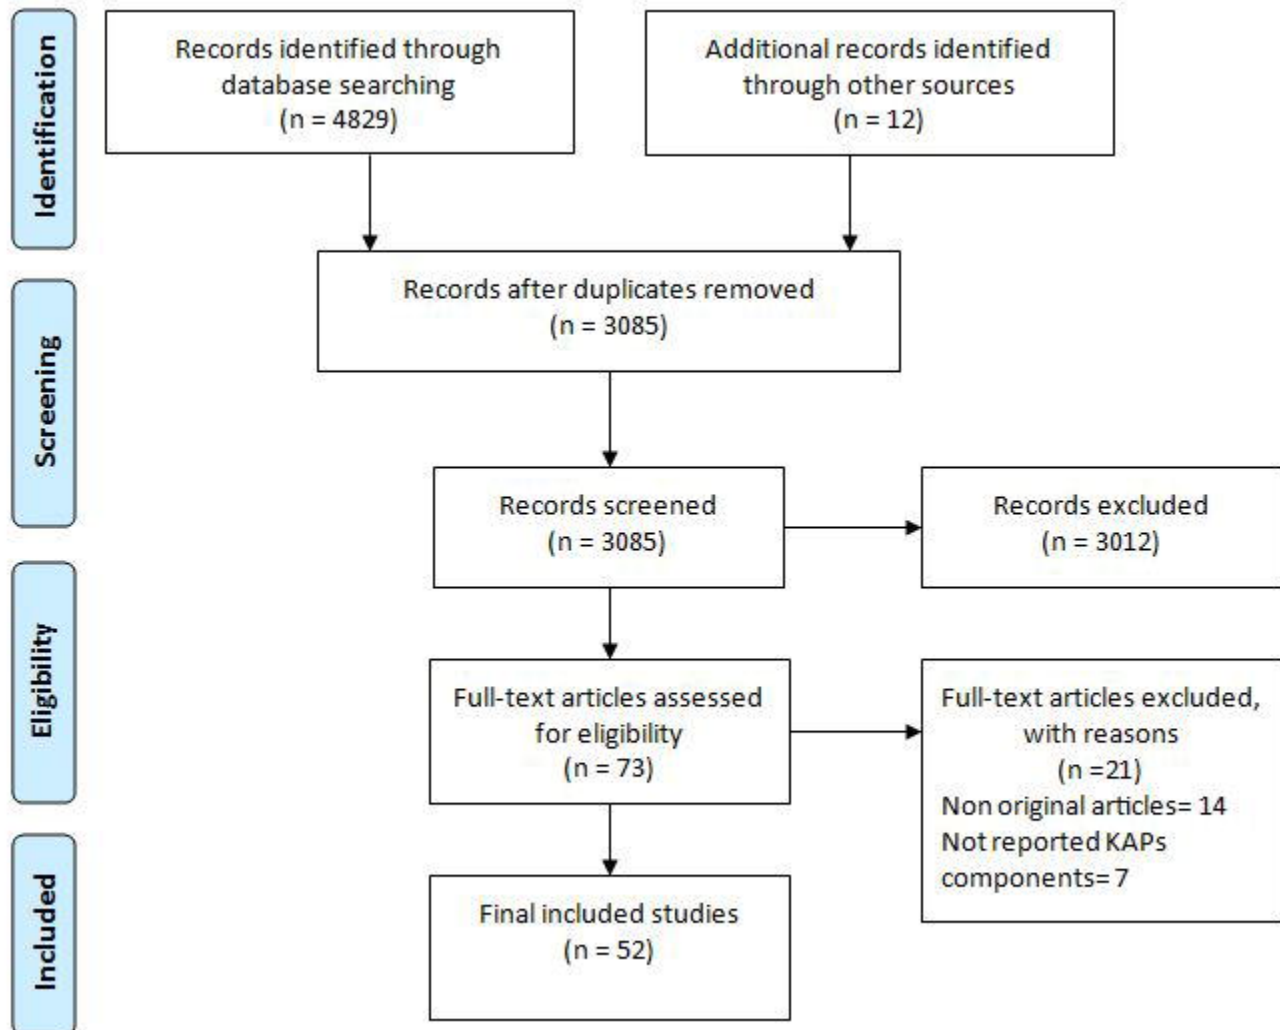 Identification
Records identified through
database searching
(n = 4829)
Additional records identified
through other sources
(n = 12)
Screening
Records after duplicates removed
(n = 3085)
Records screened
(n = 3085)
Records excluded
(n = 3012)
Eligibility
Full-text articles assessed
for eligibility
(n = 73)
Full-text articles excluded,
with reasons
(n =21)
Non original articles= 14
Not reported KAPs
components= 7
Included
Final included studies
(n = 52)